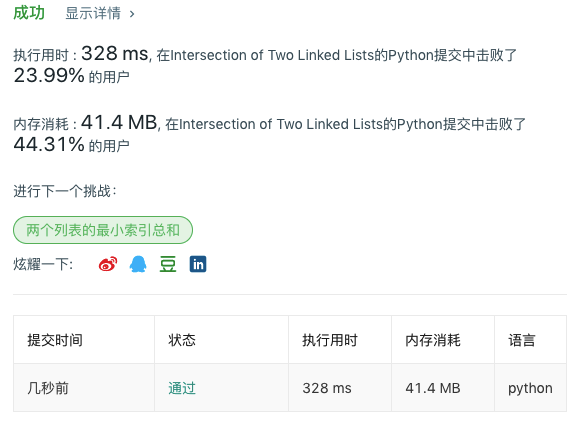 成功 显示详情 ›
执行用时 : 328 ms, 在Intersection of Two Linked Lists的Python提交中击败了
23.99% 的用户
内存消耗 : 41.4 MB, 在Intersection of Two Linked Lists的Python提交中击败了
44.31% 的用户
进行下一个挑战：
两个列表的最小索引总和
炫耀一下: 豆 in
提交时间 状态 执行用时 内存消耗 语言
几秒前 通过 328 ms 41.4 MB python